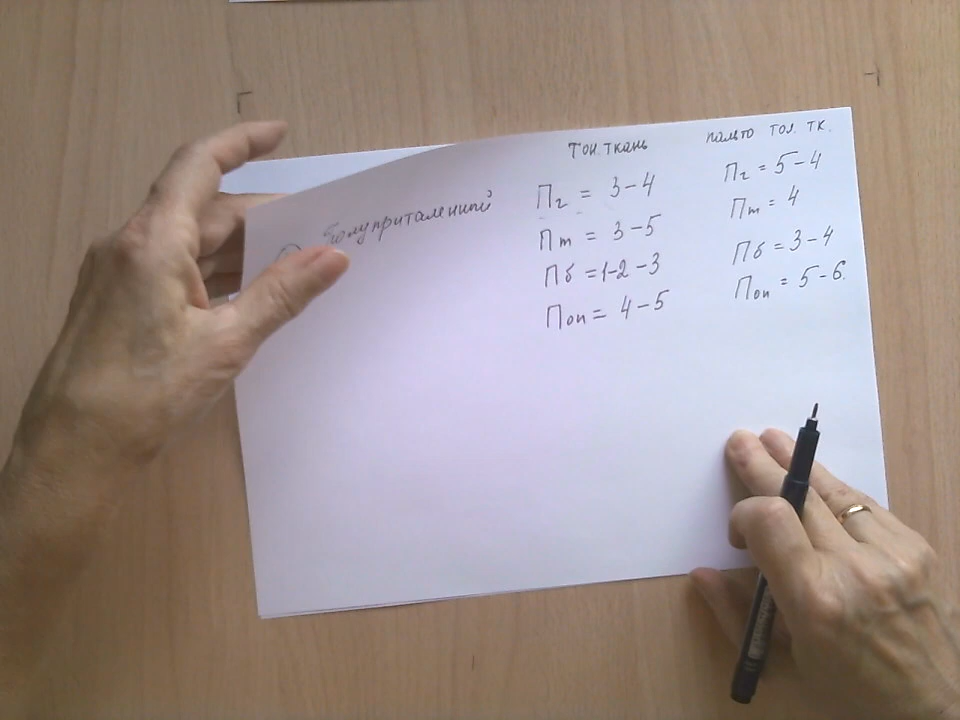 Тон. ткань
пальто тол. тк.
Полуприталенный
Пг = 3-4
Пт = 3-5
Пб = 1-2-3
Поп = 4-5
Пг = 5-4
Пт = 4
Пб = 3-4
Поп = 5-6.